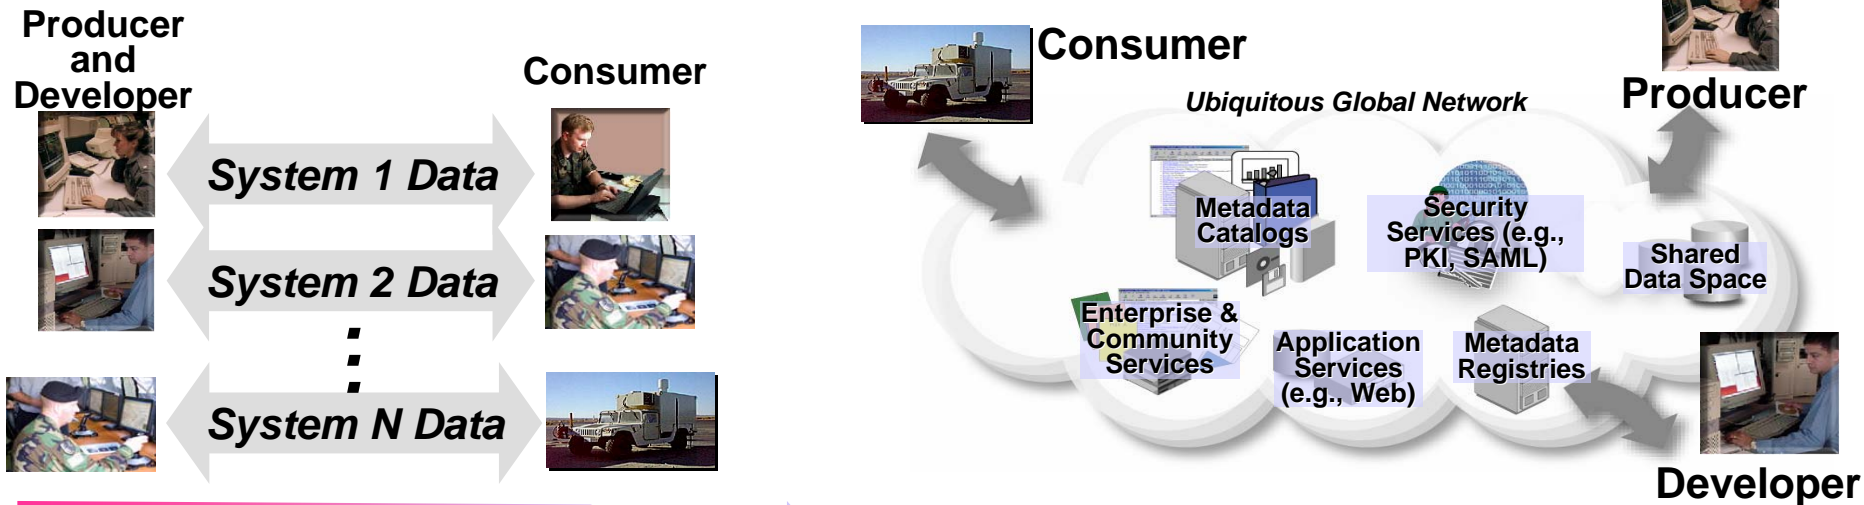 Producer
and
Developer
Consumer
System 1 Data
System 2 Data
System N Data
Consumer
Ubiquitous Global Network
Producer
Metadata
Catalogs
Security
Services (e.g.,
PKI, SAML)
Shared
Data Space
Enterprise &
Community
Services
Application
Services
(e.g., Web)
Metadata
Registries
Developer